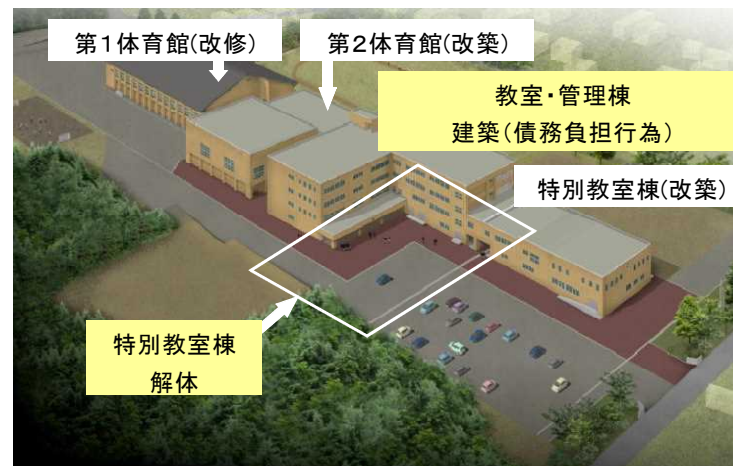 第１体育館(改修)
第２体育館(改築)
教室・管理棟
建築(債務負担行為)
特別教室棟(改築)
特別教室棟
解体